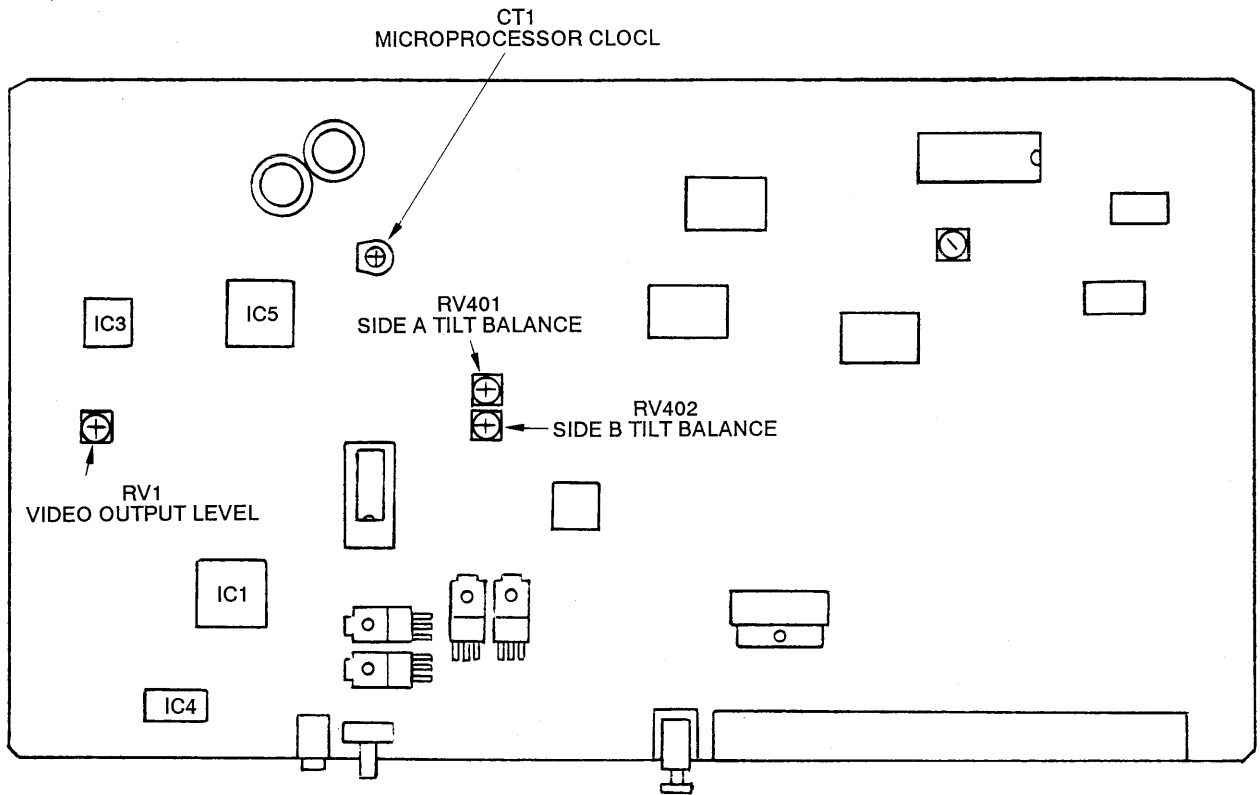 CT1
MICROPROCESSOR CLOCL
IC3
IC5
RV401
SIDE A TILT BALANCE
RV402
SIDE B TILT BALANCE
RV1
VIDEO OUTPUT LEVEL
IC1
IC4